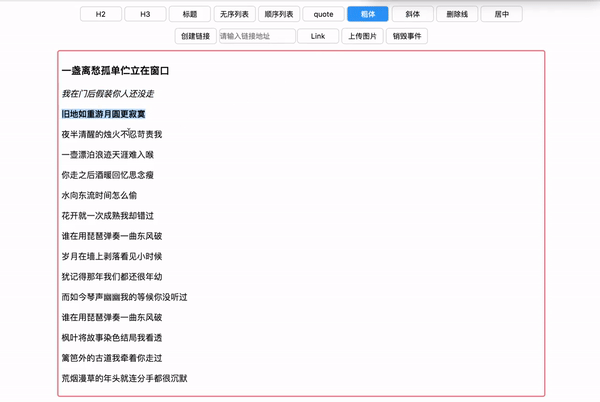 H2 H3 标题 无序列表 顺序列表 quote 粗体 斜体 删除线 居中
创建链接 请输入链接地址 Link 上传图片 销毁事件
一盏离愁孤单伫立在窗口
我在门后假装你人还没走
旧地如重游月圆更寂寞
夜半清醒的烛火不忍苛责我
一壶漂泊浪迹天涯难入喉
你走之后酒暖回忆思念瘦
水向东流时间怎么偷
花开就一次成熟我却错过
谁在用琵琶弹奏一曲东风破
岁月在墙上剥落看见小时候
犹记得那年我们都还很年幼
而如今琴声幽幽我的等候你没听过
谁在用琵琶弹奏一曲东风破
枫叶将故事染色结局我看透
篱笆外的古道我牵着你走过
荒烟漫草的年头就连分手都很沉默